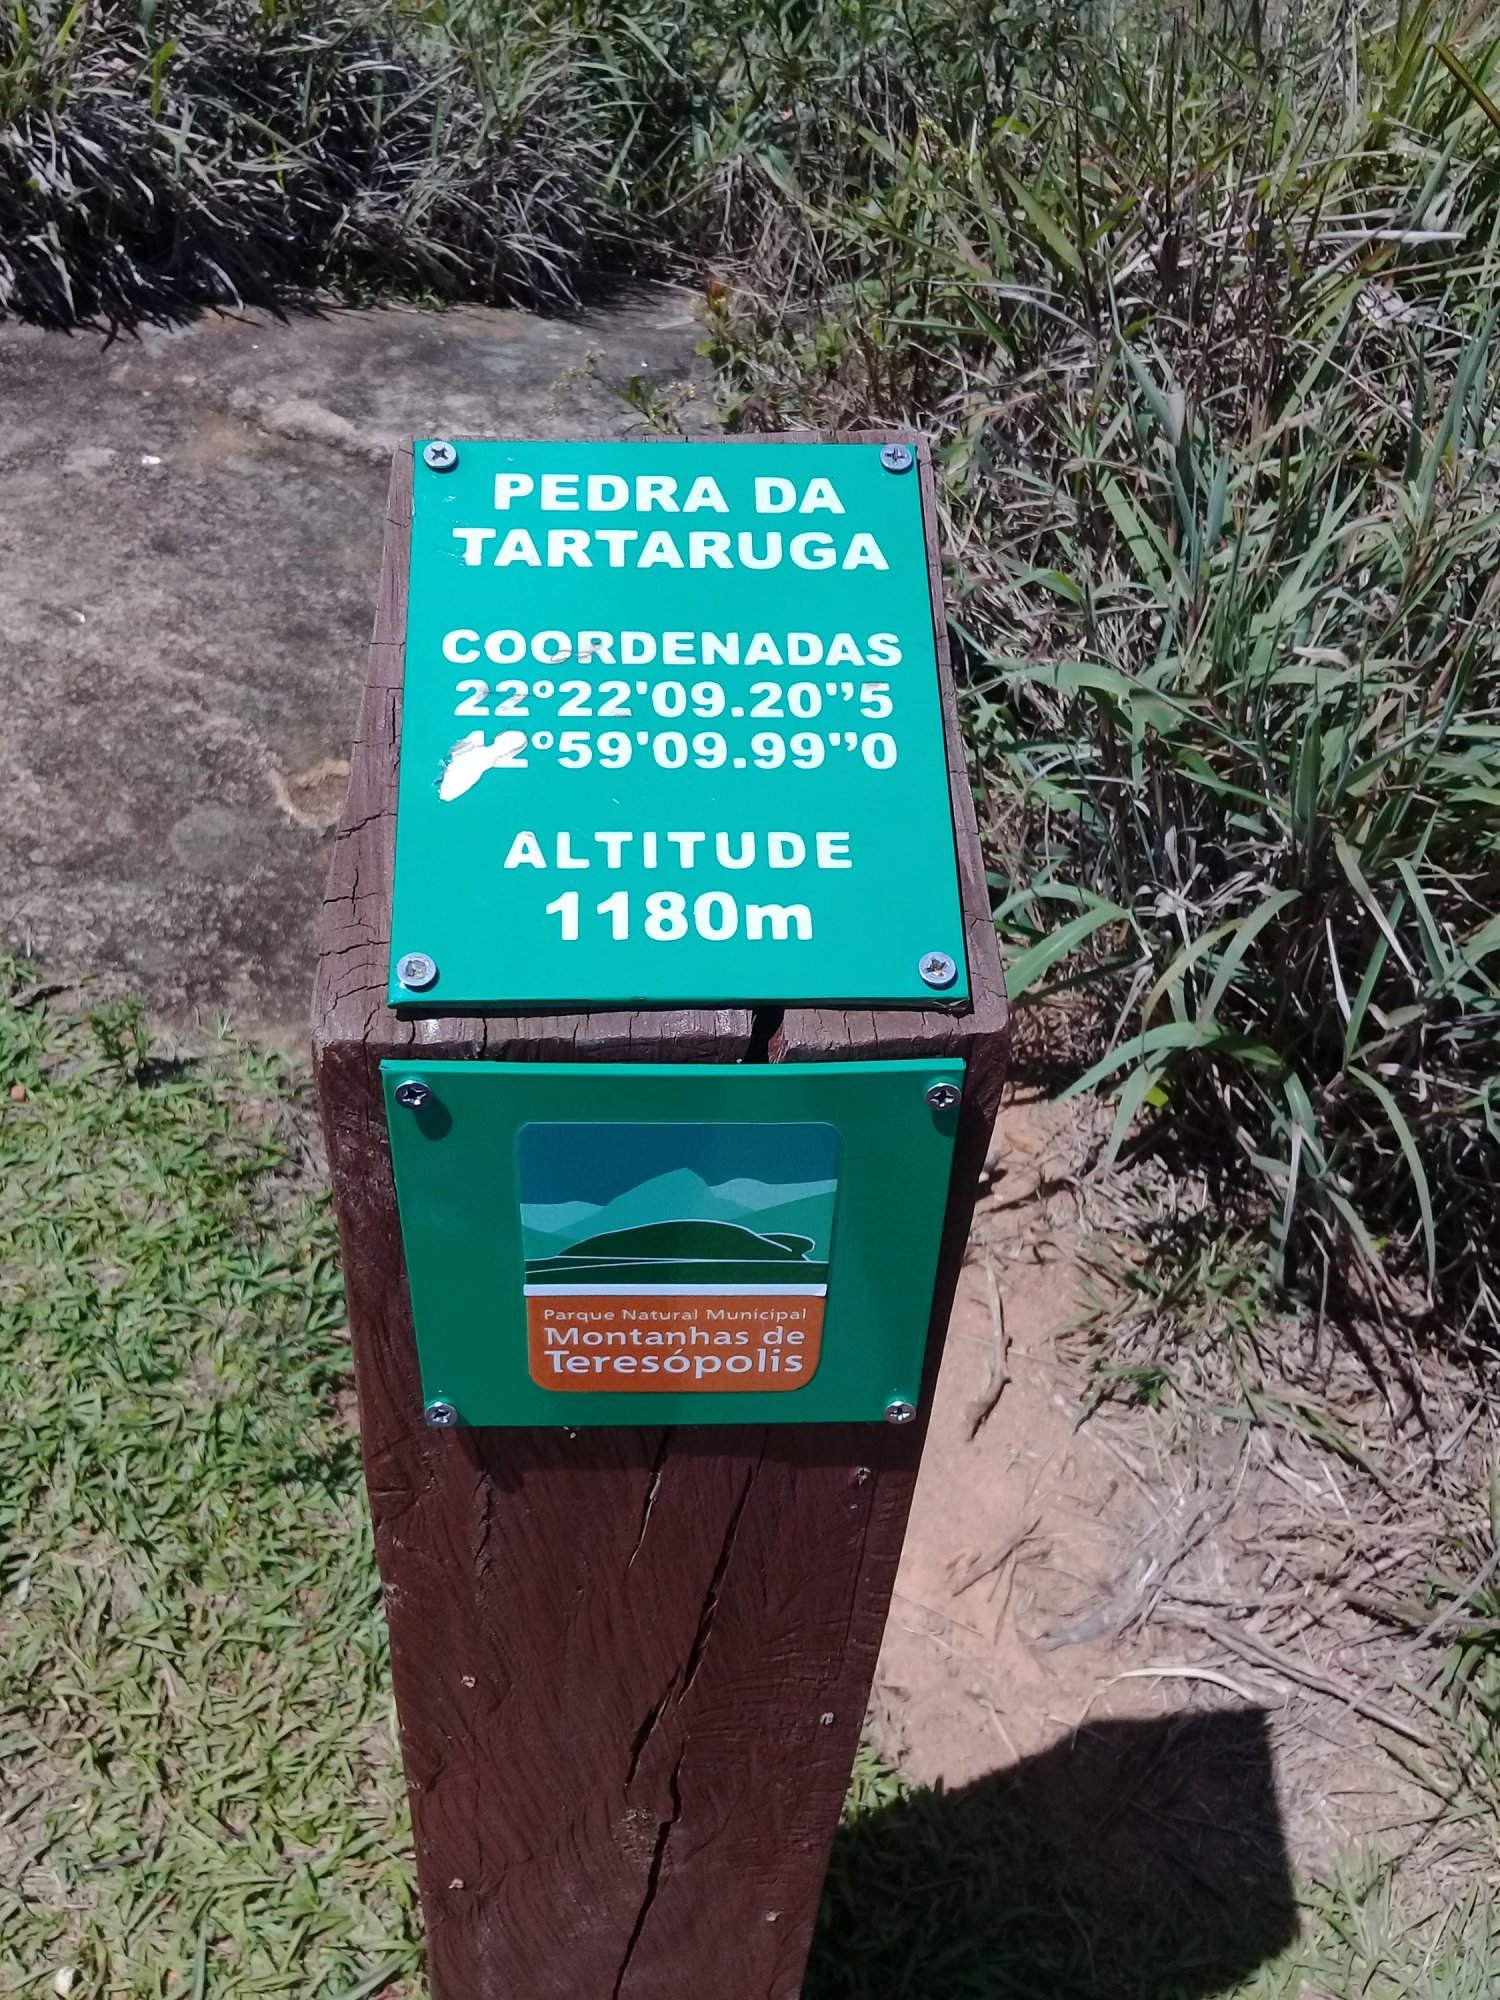 PEDRA DA
TARTARUGA
COORDENADAS
22°22'09.20'’5
42°59'09.99'’0
ALTITUDE
1180m
Parque Natural Municipal
Montanhas de
Teresópolis